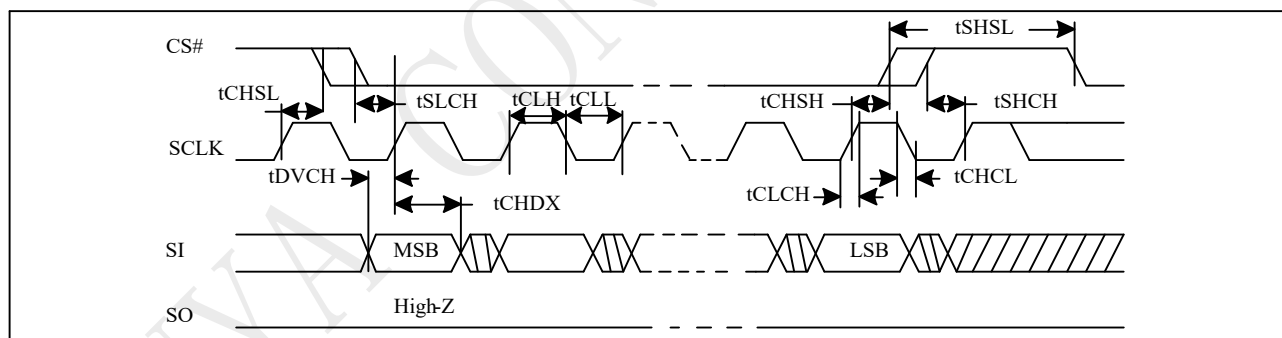 CS#
tSHSL
tCHSL
tSLCH
tCLH
tCLL
tCHSH
tSHCH
SCLK
tDVCH
tCHDX
tCLCH
tCHCL
SI
MSB
LSB
SO
High-Z